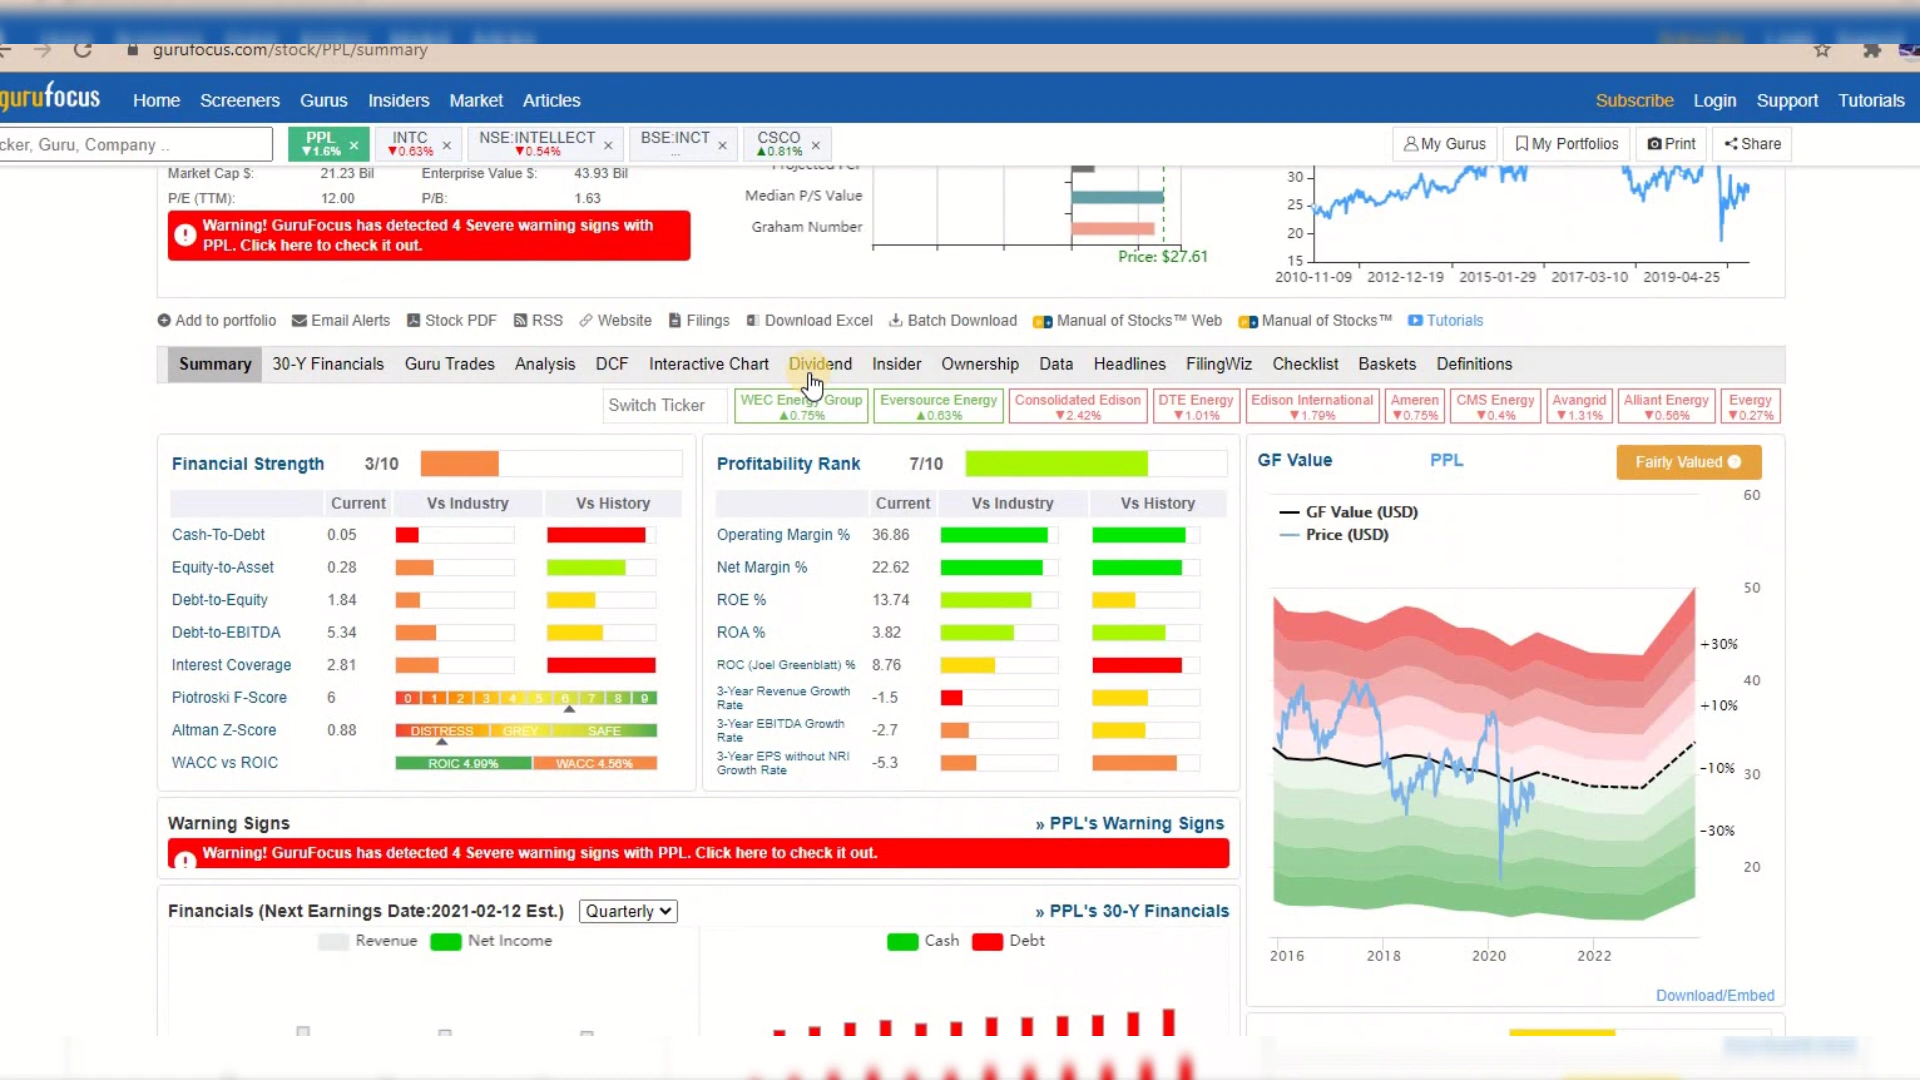 gurufocus.com/stock/PPL/summary
gurufocus Home Screeners Gurus Insiders Market Articles Subscribe Login Support Tutorials
cker, Guru, Company .. PPL INTC NSE:INTELLECT BSE:INCT CSCO My Gurus My Portfolios Print Share
▼1.6% × ▼0.63% × ▼0.54% × ... × ▲0.81% ×
Market Cap $: 21.23 Bil Enterprise Value $: 43.93 Bil
P/E (TTM): 12.00 P/B: 1.63
Warning! GuruFocus has detected 4 Severe warning signs with
PPL. Click here to check it out.
Median P/S Value
Graham Number
Price: $27.61
30
25
20
15
2010-11-09 2012-12-19 2015-01-29 2017-03-10 2019-04-25
Add to portfolio Email Alerts Stock PDF RSS Website Filings Download Excel Batch Download Manual of Stocks™ Web Manual of Stocks™ Tutorials
Summary 30-Y Financials Guru Trades Analysis DCF Interactive Chart Dividend Insider Ownership Data Headlines FilingWiz Checklist Baskets Definitions
Switch Ticker WEC Energy Group Eversource Energy Consolidated Edison DTE Energy Edison International Ameren CMS Energy Avangrid Alliant Energy Evergy
▲0.75% ▲0.63% ▼2.42% ▼1.01% ▼1.79% ▼0.75% ▼0.4% ▼1.31% ▼0.56% ▼0.27%
Financial Strength 3/10
Current Vs Industry Vs History
Cash-To-Debt 0.05
Equity-to-Asset 0.28
Debt-to-Equity 1.84
Debt-to-EBITDA 5.34
Interest Coverage 2.81
Piotroski F-Score 6 0 1 2 3 4 5 6 7 8 9
Altman Z-Score 0.88 DISTRESS GREY SAFE
WACC vs ROIC ROIC 4.99% WACC 4.56%
Profitability Rank 7/10
Current Vs Industry Vs History
Operating Margin % 36.86
Net Margin % 22.62
ROE % 13.74
ROA % 3.82
ROC (Joel Greenblatt) % 8.76
3-Year Revenue Growth
Rate -1.5
3-Year EBITDA Growth
Rate -2.7
3-Year EPS without NRI
Growth Rate -5.3
GF Value PPL Fairly Valued
GF Value (USD)
Price (USD)
60
50
+30%
40
+10%
-10% 30
-30%
20
2016 2018 2020 2022
Download/Embed
Warning Signs » PPL's Warning Signs
Warning! GuruFocus has detected 4 Severe warning signs with PPL. Click here to check it out.
Financials (Next Earnings Date:2021-02-12 Est.) Quarterly » PPL's 30-Y Financials
Revenue Net Income Cash Debt